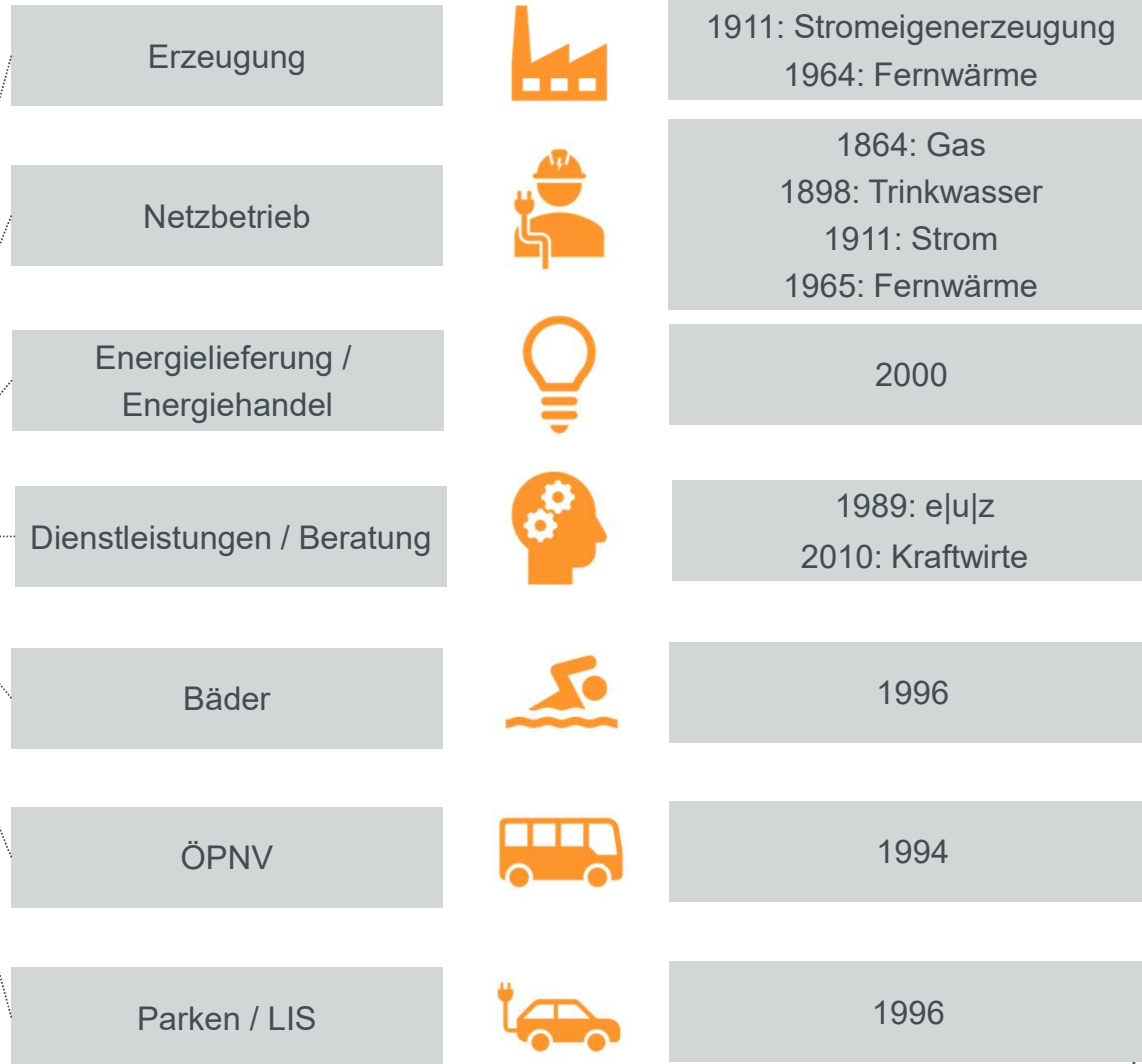 Erzeugung
1911: Stromeigenerzeugung
1964: Fernwärme
Netzbetrieb
1864: Gas
1898: Trinkwasser
1911: Strom
1965: Fernwärme
Energielieferung /
Energiehandel
2000
Dienstleistungen / Beratung
1989: e|u|z
2010: Kraftwirte
Bäder
1996
ÖPNV
1994
Parken / LIS
1996